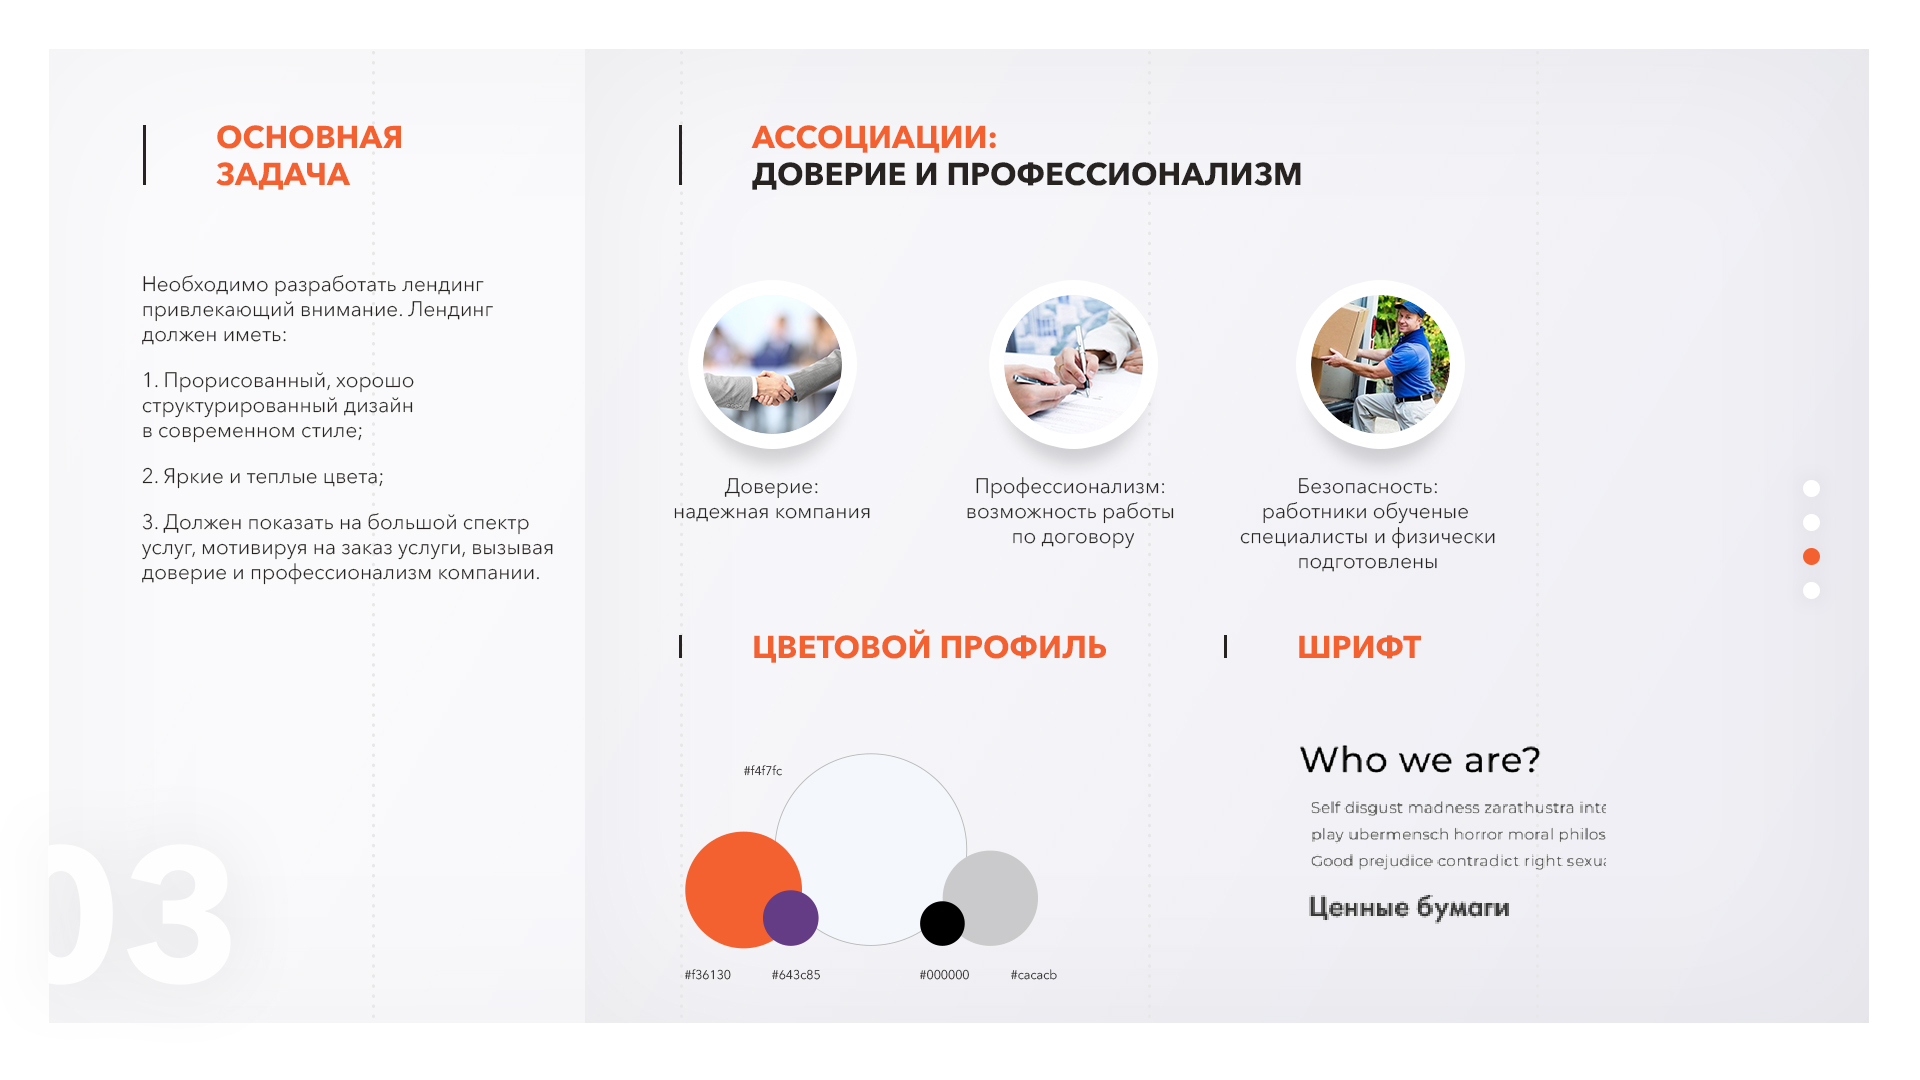 ОСНОВНАЯ
ЗАДАЧА
Необходимо разработать лендинг
привлекающий внимание. Лендинг
должен иметь:
1. Прорисованный, хорошо
структурированный дизайн
в современном стиле;
2. Яркие и теплые цвета;
3. Должен показать на большой спектр
услуг, мотивируя на заказ услуги, вызывая
доверие и профессионализм компании.
03
АССОЦИАЦИИ:
ДОВЕРИЕ И ПРОФЕССИОНАЛИЗМ
Доверие:
надежная компания
Профессионализм:
возможность работы
по договору
Безопасность:
работники обученые
специалисты и физически
подготовлены
ЦВЕТОВОЙ ПРОФИЛЬ
#f4f7fc
#f36130
#643c85
#000000
#cacacb
ШРИФТ
Who we are?
Self disgust madness zarathustra inte
play ubermensch horror moral philos
Good prejudice contradict right sexua
Ценные бумаги